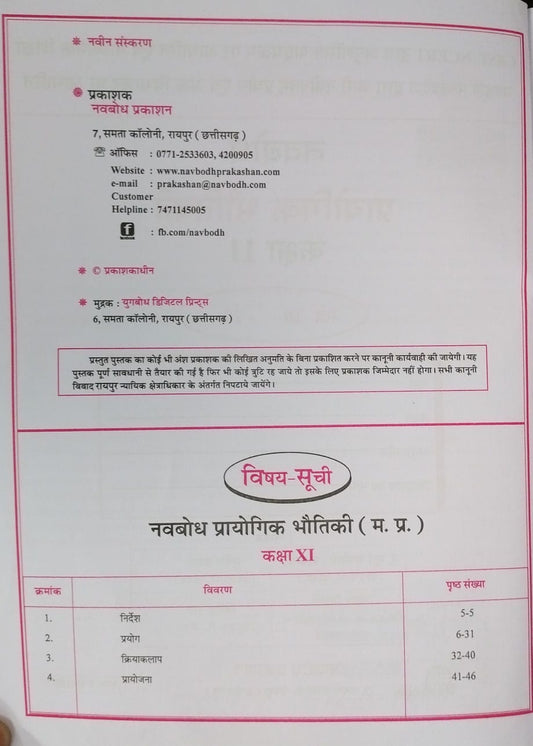 ❋ नवीन संस्करण
❋ प्रकाशक
नवबोध प्रकाशन
7, समता कॉलोनी, रायपुर ( छत्तीसगढ़ )
☏ ऑफिस : 0771-2533603, 4200905
Website : www.navbodhprakashan.com
e-mail : prakashan@navbodh.com
Customer
Helpline : 7471145005
f : fb.com/navbodh
❋ © प्रकाशकाधीन
❋ मुद्रक : युगबोध डिजिटल प्रिन्ट्स
6, समता कॉलोनी, रायपुर ( छत्तीसगढ़ )
प्रस्तुत पुस्तक का कोई भी अंश प्रकाशक की लिखित अनुमति के बिना प्रकाशित करने पर कानूनी कार्यवाही की जायेगी। यह
पुस्तक पूर्ण सावधानी से तैयार की गई है फिर भी कोई त्रुटि रह जाये तो इसके लिए प्रकाशक जिम्मेदार नहीं होगा। सभी कानूनी
विवाद रायपुर न्यायिक क्षेत्राधिकार के अंतर्गत निपटाये जायेंगे।
विषय-सूची
नवबोध प्रायोगिक भौतिकी ( म. प्र. )
कक्षा XI
क्रमांक विवरण पृष्ठ संख्या
1. निर्देश 5-5
2. प्रयोग 6-31
3. क्रियाकलाप 32-40
4. प्रायोजना 41-46